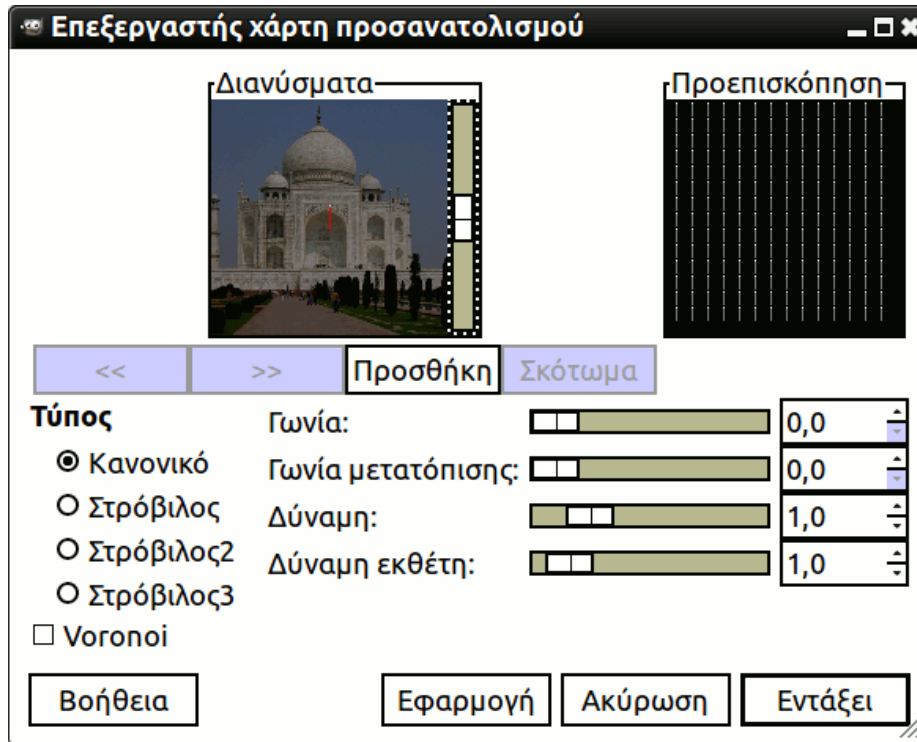 Επεξεργαστής χάρτη προσανατολισμού
Διανύσματα
Προεπισκόπηση
<< >> Προσθήκη Σκότωμα
Τύπος
Κανονικό
Στρόβιλος
Στρόβιλος2
Στρόβιλος3
Voronoi
Γωνία: 0,0
Γωνία μετατόπισης: 0,0
Δύναμη: 1,0
Δύναμη εκθέτη: 1,0
Βοήθεια Εφαρμογή Ακύρωση Εντάξει